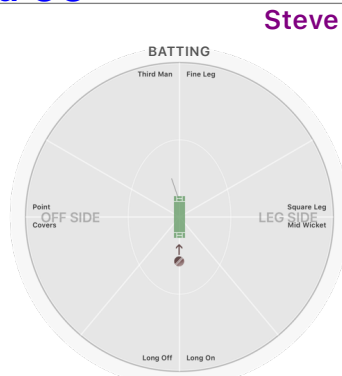 Steve
BATTING
Third Man
Fine Leg
Point
Square Leg
OFF SIDE
LEG SIDE
Covers
Mid Wicket
Long Off
Long On